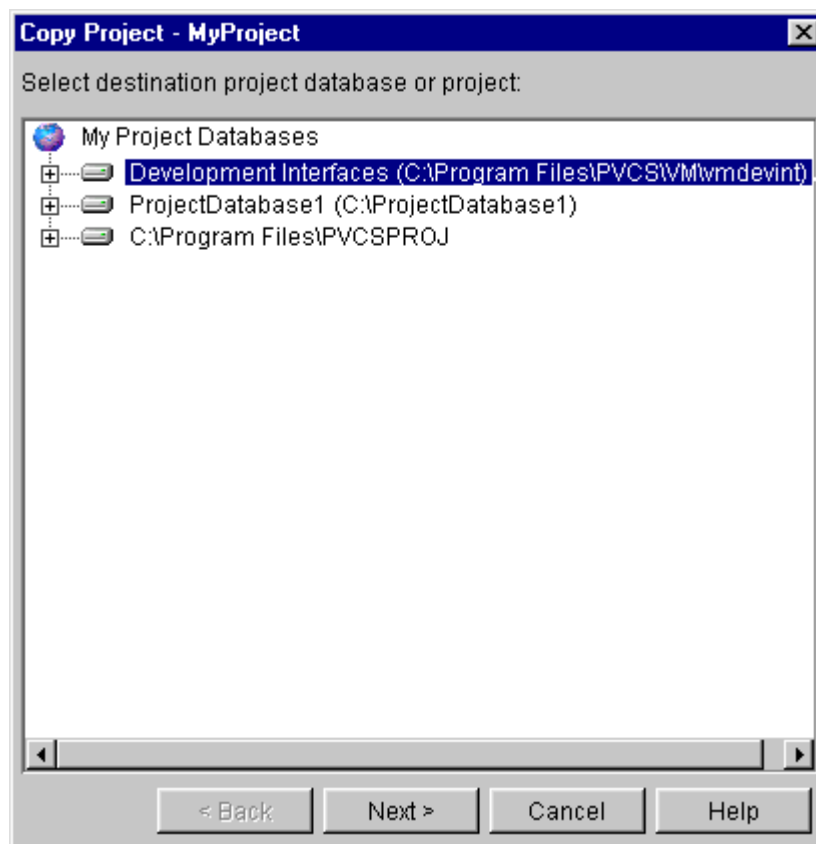 Copy Project - MyProject
Select destination project database or project:
My Project Databases
Development Interfaces (C:\Program Files\PVCS\VM\vmdevint)
ProjectDatabase1 (C:\ProjectDatabase1)
C:\Program Files\PVCSPROJ
< Back Next > Cancel Help